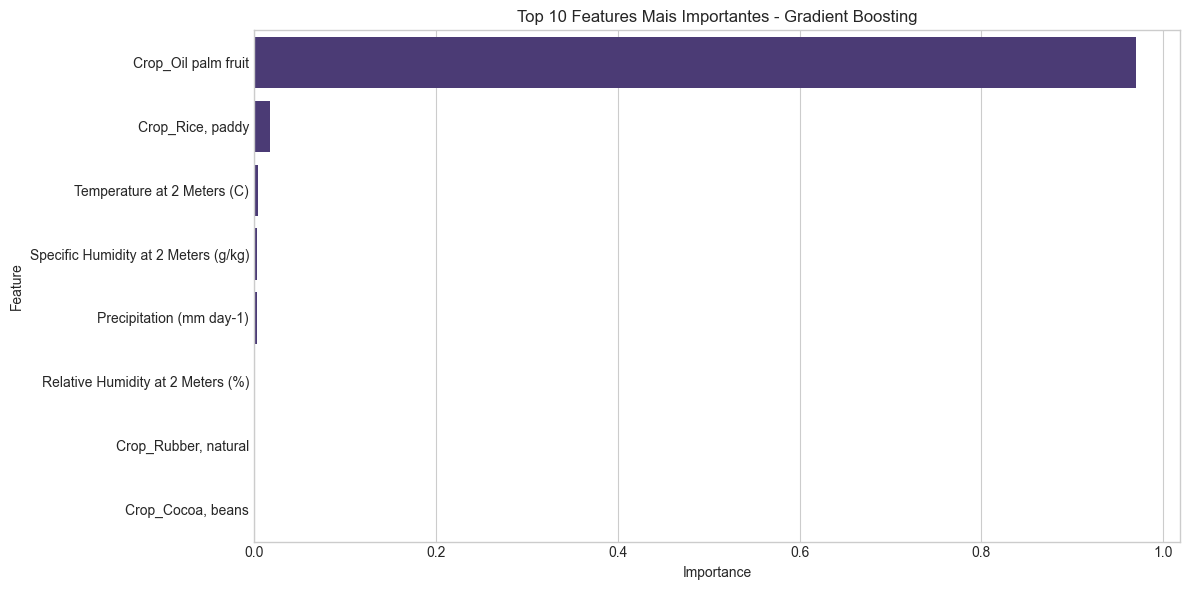 Top 10 Features Mais Importantes - Gradient Boosting
Feature
Crop_Oil palm fruit
Crop_Rice, paddy
Temperature at 2 Meters (C)
Specific Humidity at 2 Meters (g/kg)
Precipitation (mm day-1)
Relative Humidity at 2 Meters (%)
Crop_Rubber, natural
Crop_Cocoa, beans
0.0 0.2 0.4 0.6 0.8 1.0
Importance